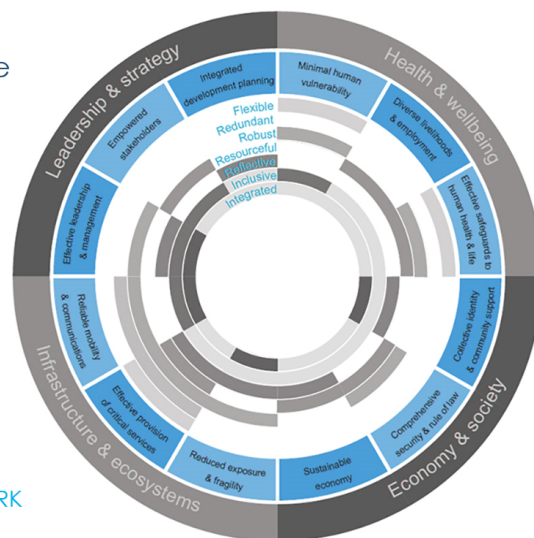 e
Leadership & strategy
Health & wellbeing
Economy & society
Infrastructure & ecosystems
Minimal human
vulnerability
Diverse livelihoods
& employment
Effective safeguards to
human health & life
Collective identity
& community support
Comprehensive
security & rule of law
Sustainable
economy
Reduced exposure
& fragility
Effective provision
of critical services
Reliable mobility
& communications
Effective leadership
& management
Empowered
stakeholders
Integrated
development planning
Flexible
Redundant
Robust
Resourceful
Reflective
Inclusive
Integrated
RK